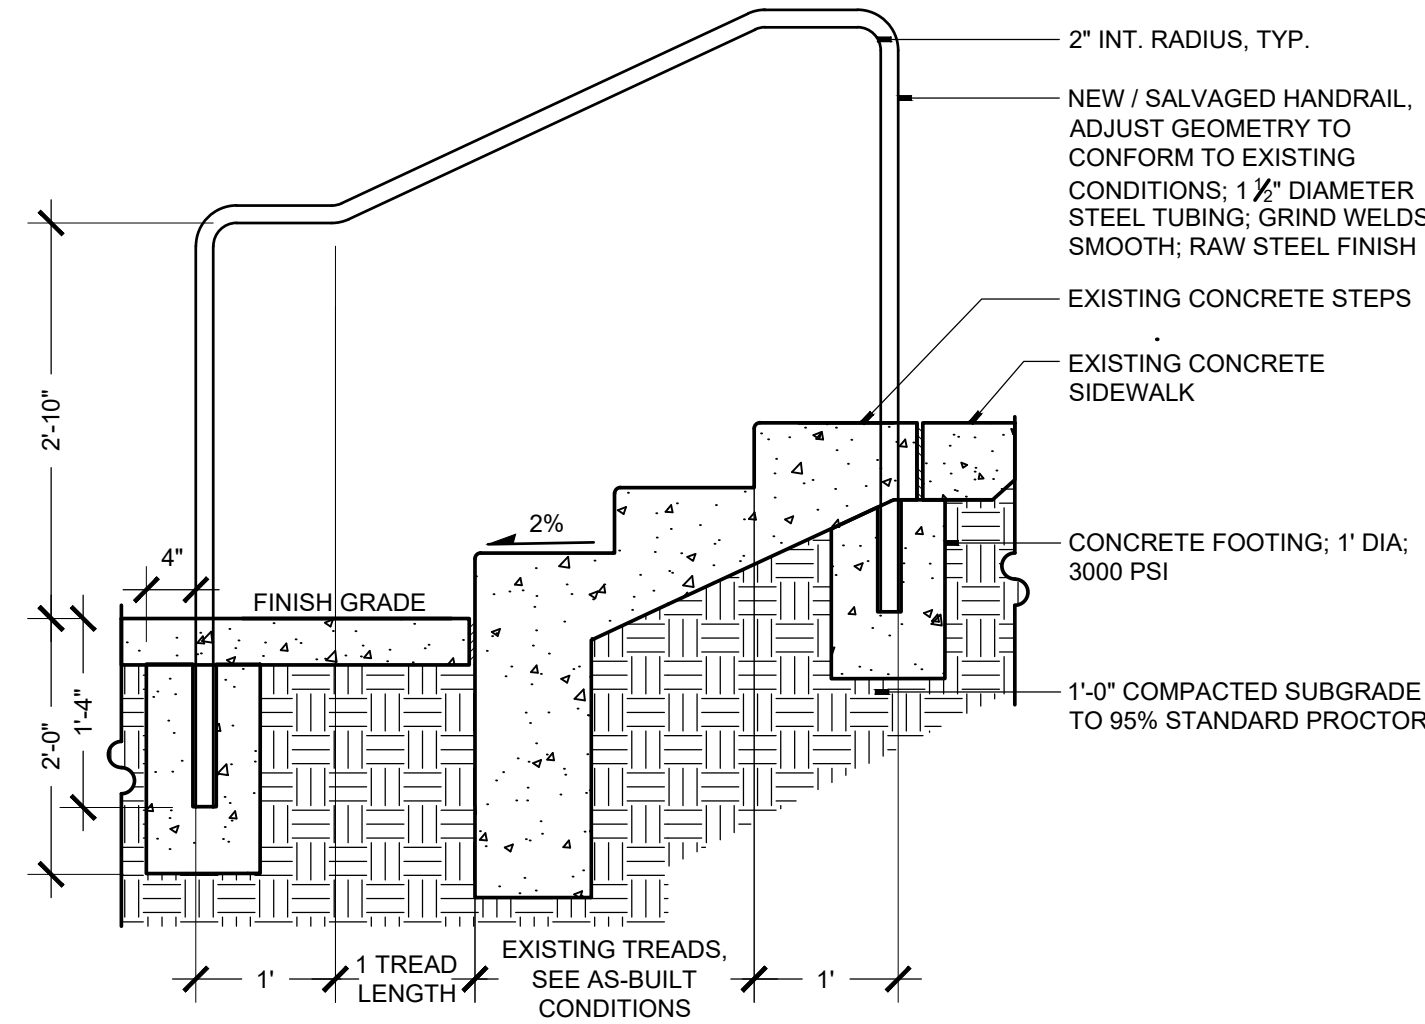 2" INT. RADIUS, TYP.
NEW / SALVAGED HANDRAIL,
ADJUST GEOMETRY TO
CONFORM TO EXISTING
CONDITIONS; 1 ½" DIAMETER
STEEL TUBING; GRIND WELDS
SMOOTH; RAW STEEL FINISH
EXISTING CONCRETE STEPS
EXISTING CONCRETE
SIDEWALK
2'-10"
2%
4"
FINISH GRADE
CONCRETE FOOTING; 1' DIA;
3000 PSI
2'-0"
1'-4"
1'-0" COMPACTED SUBGRADE
TO 95% STANDARD PROCTOR
1'
1 TREAD
LENGTH
EXISTING TREADS,
SEE AS-BUILT
CONDITIONS
1'